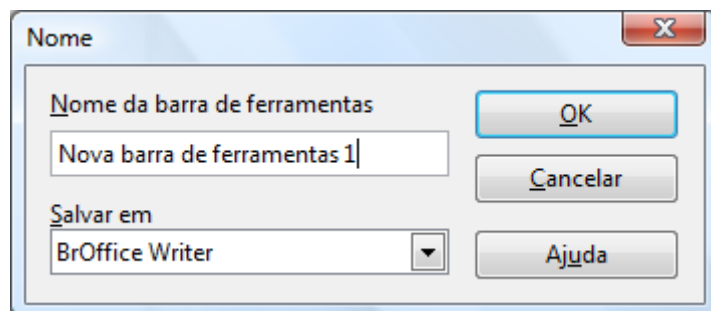 Nome
Nome da barra de ferramentas
Nova barra de ferramentas 1
Salvar em
BrOffice Writer
OK
Cancelar
Ajuda